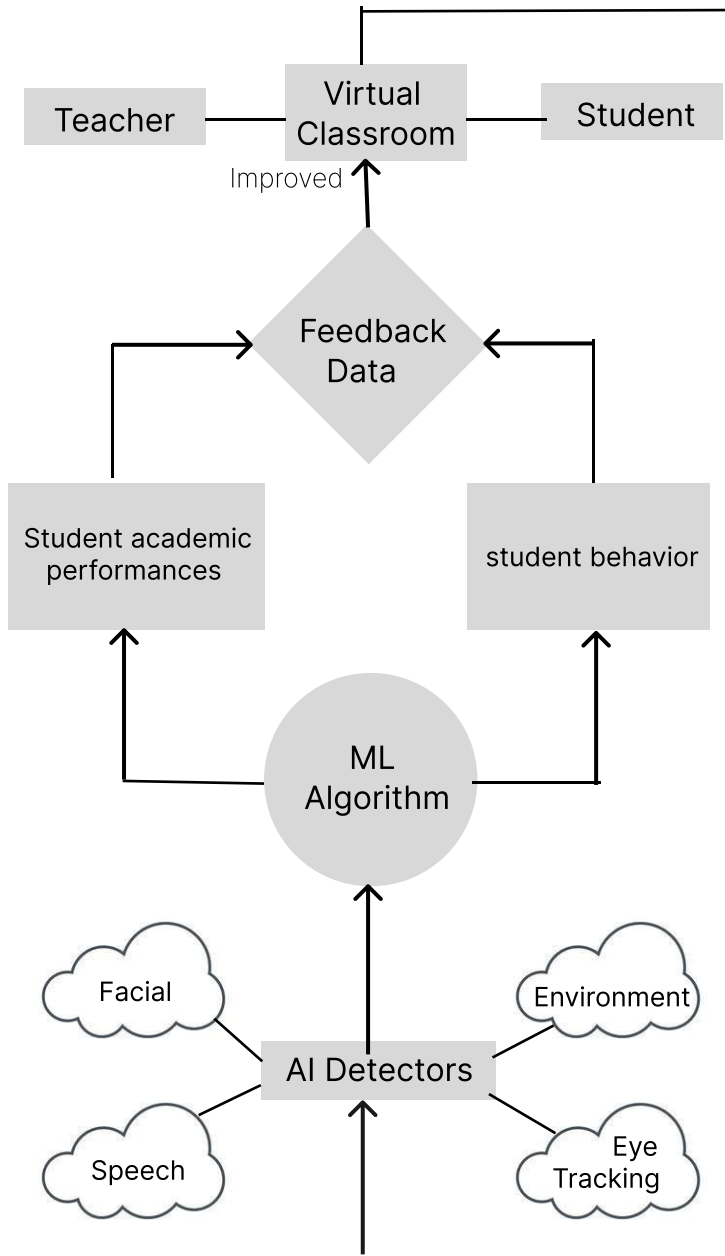 Virtual
Classroom
Teacher
Student
Improved
Feedback
Data
Student academic
performances
student behavior
ML
Algorithm
Facial
Environment
AI Detectors
Speech
Eye
Tracking